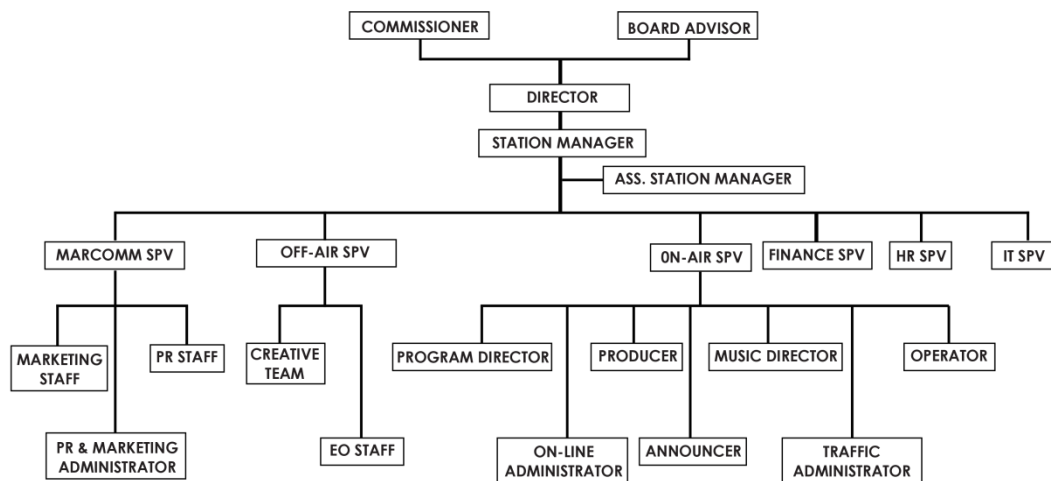 COMMISSIONER
BOARD ADVISOR
DIRECTOR
STATION MANAGER
ASS. STATION MANAGER
MARCOMM SPV
OFF-AIR SPV
0N-AIR SPV
FINANCE SPV
HR SPV
IT SPV
MARKETING
STAFF
PR STAFF
CREATIVE
TEAM
PROGRAM DIRECTOR
PRODUCER
MUSIC DIRECTOR
OPERATOR
PR & MARKETING
ADMINISTRATOR
EO STAFF
ON-LINE
ADMINISTRATOR
ANNOUNCER
TRAFFIC
ADMINISTRATOR